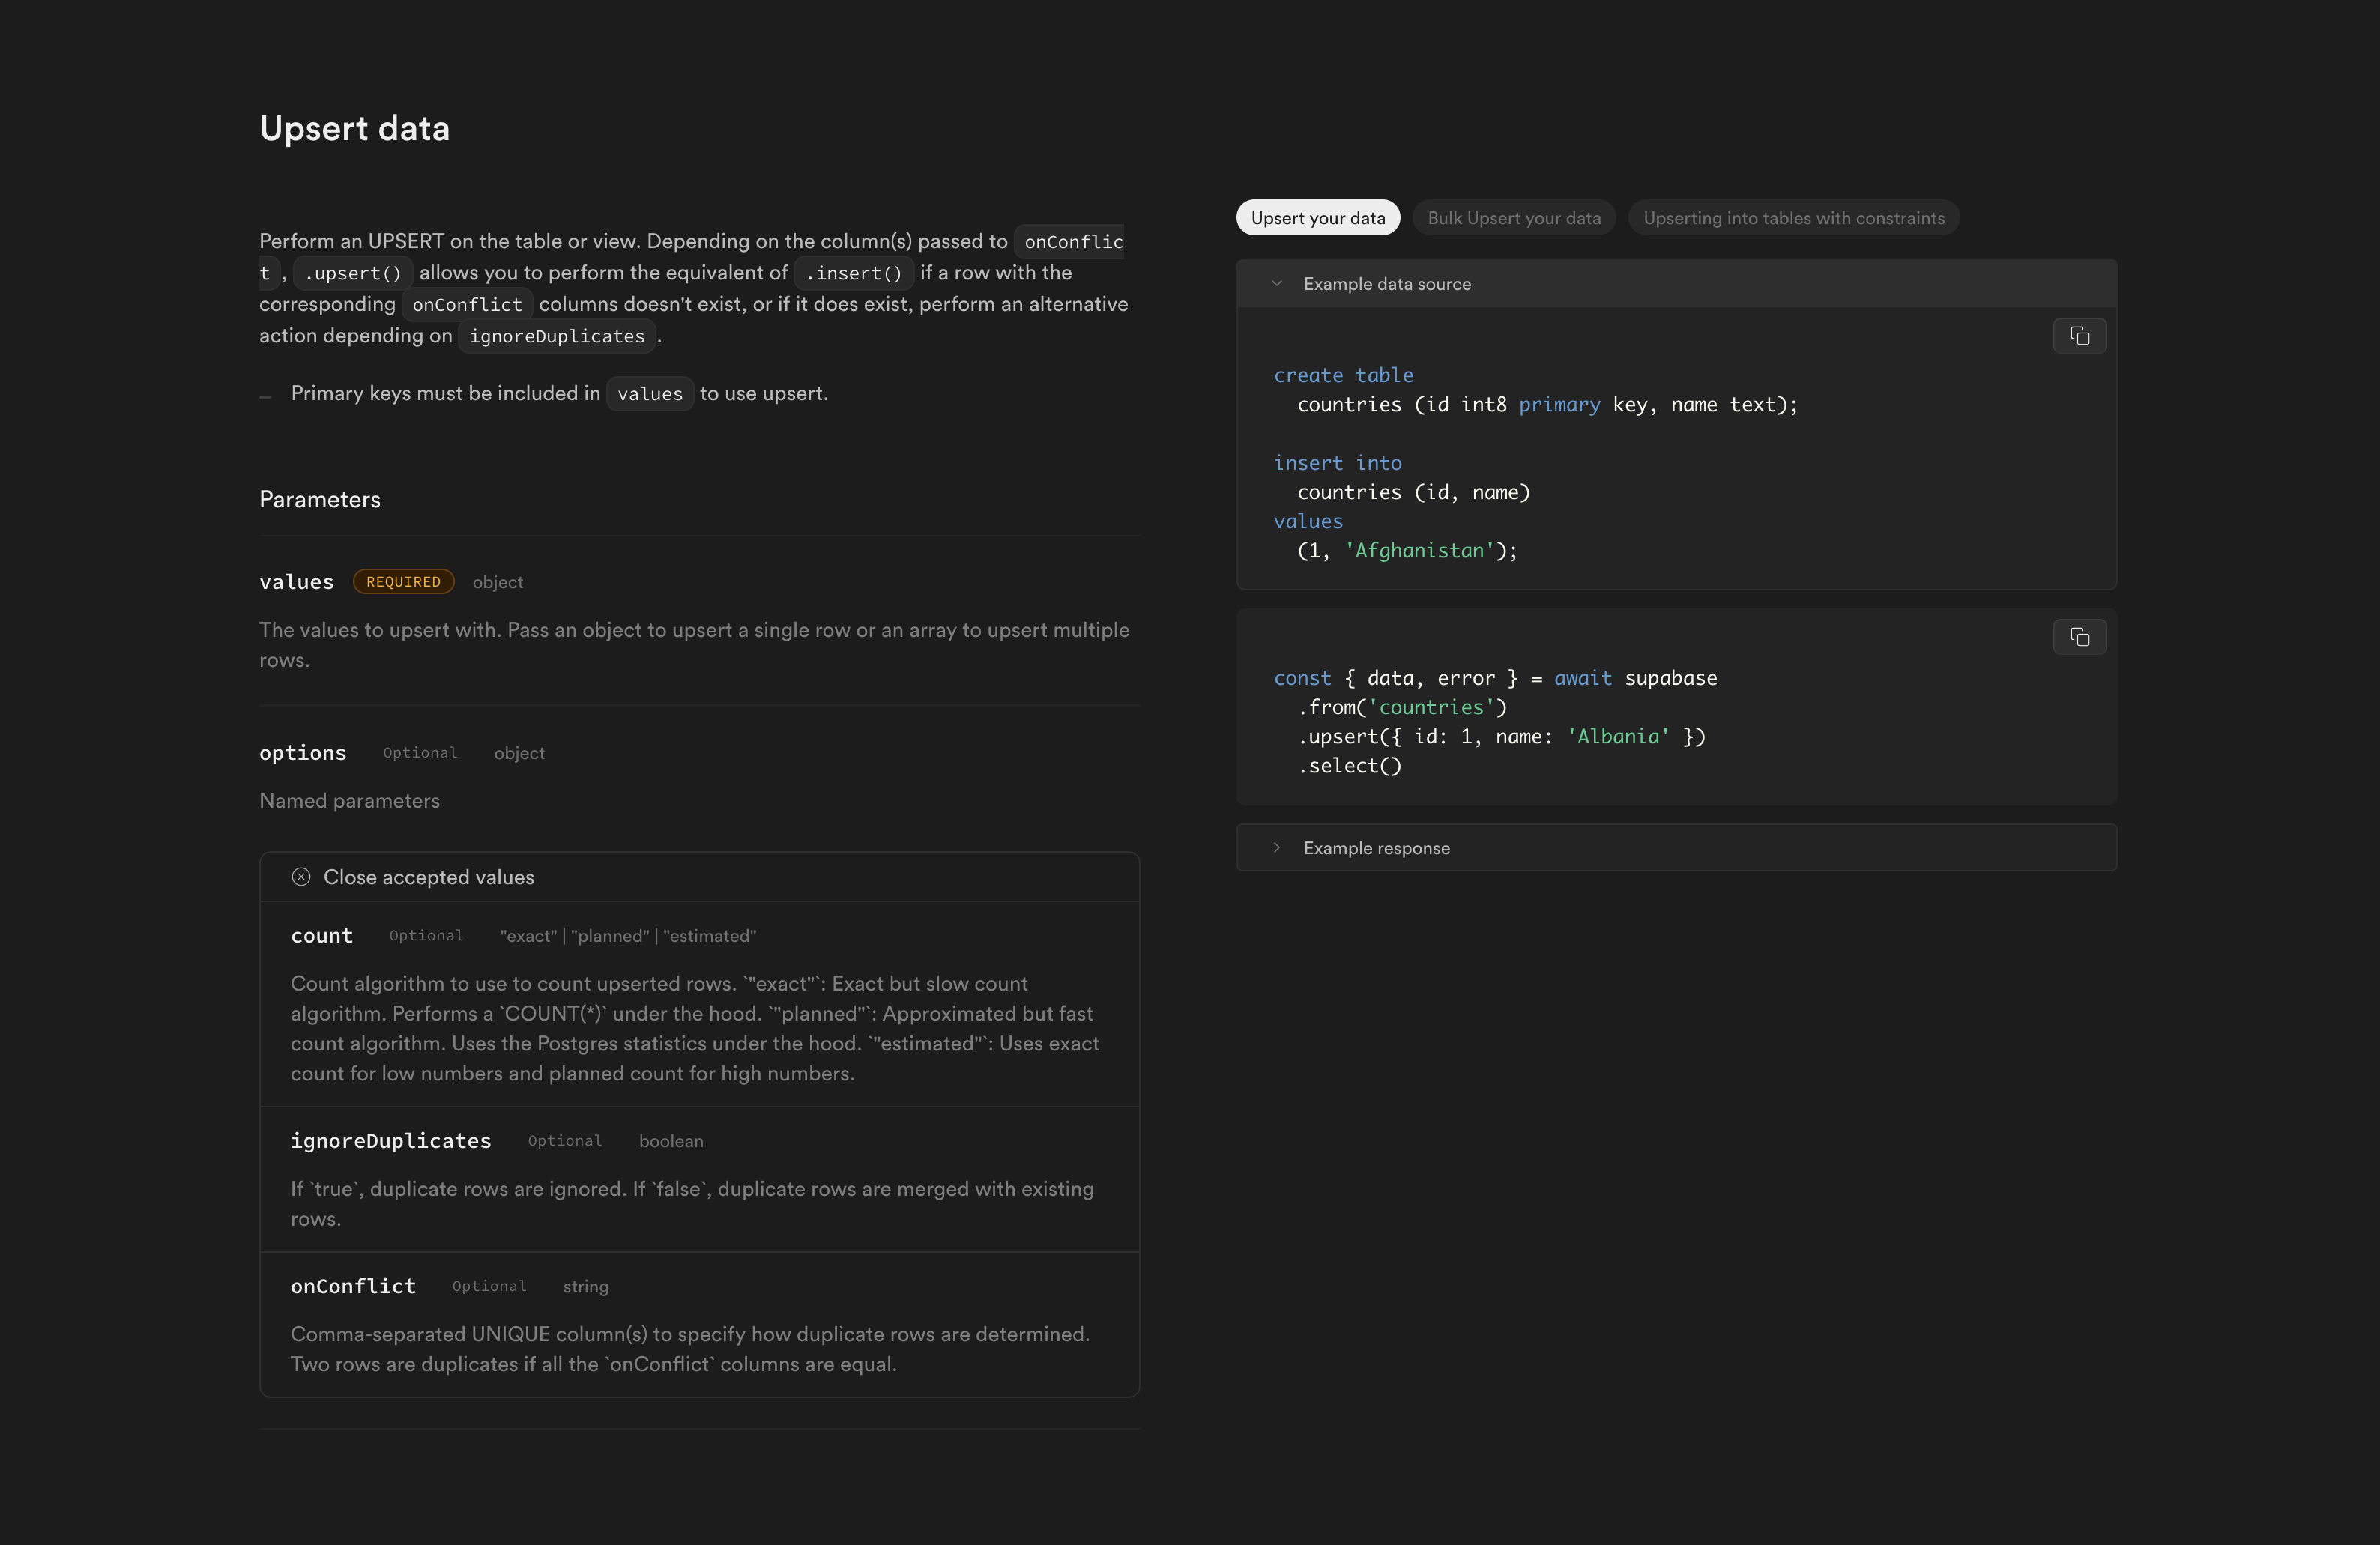 Upsert data
Perform an UPSERT on the table or view. Depending on the column(s) passed to onConflic
t , .upsert() allows you to perform the equivalent of .insert() if a row with the
corresponding onConflict columns doesn't exist, or if it does exist, perform an alternative
action depending on ignoreDuplicates .
Primary keys must be included in values to use upsert.
Parameters
values REQUIRED object
The values to upsert with. Pass an object to upsert a single row or an array to upsert multiple
rows.
options Optional object
Named parameters
Close accepted values
count Optional "exact" | "planned" | "estimated"
Count algorithm to use to count upserted rows. `"exact"`: Exact but slow count
algorithm. Performs a `COUNT(*)` under the hood. `"planned"`: Approximated but fast
count algorithm. Uses the Postgres statistics under the hood. `"estimated"`: Uses exact
count for low numbers and planned count for high numbers.
ignoreDuplicates Optional boolean
If `true`, duplicate rows are ignored. If `false`, duplicate rows are merged with existing
rows.
onConflict Optional string
Comma-separated UNIQUE column(s) to specify how duplicate rows are determined.
Two rows are duplicates if all the `onConflict` columns are equal.
Upsert your data Bulk Upsert your data Upserting into tables with constraints
Example data source
create table
  countries (id int8 primary key, name text);
insert into
  countries (id, name)
values
  (1, 'Afghanistan');
const { data, error } = await supabase
  .from('countries')
  .upsert({ id: 1, name: 'Albania' })
  .select()
Example response